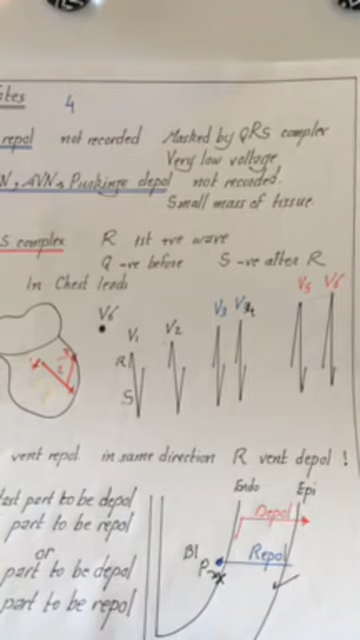 otes
4
repol not recorded Masked by QRS compler
Very low voltage
N, AVN & Purkinge depol not recorded.
Small mass of tissue.
S complex R 1st +ve wave
q -ve before S -ve after R
In Chest leads
V6
V1 V2 V3 V4 V5 V6
R
S
vent repol. in same direction R vent depol !
last part to be depol
part to be repol
or
part to be depol
part to be repol
Endo Epi
Depol
Repol
Bl